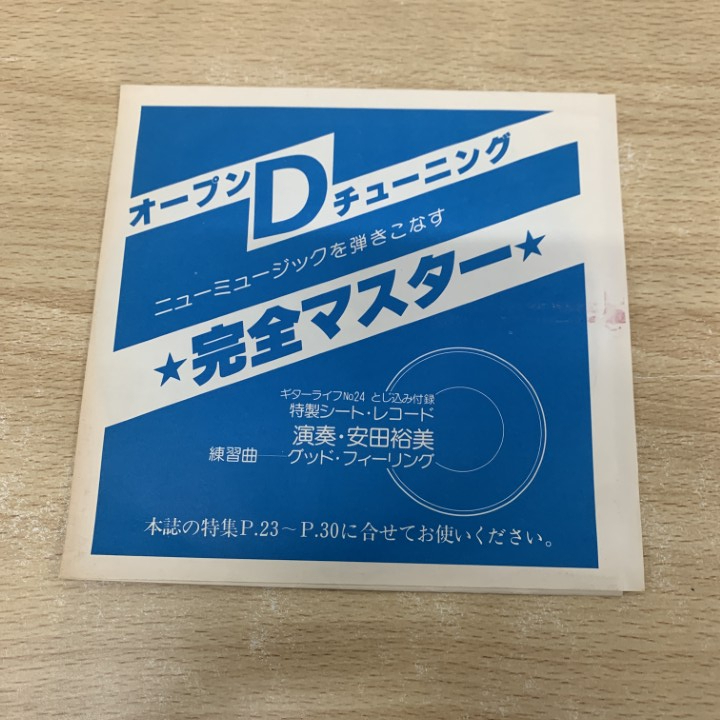 オープンDチューニング
ニューミュージックを弾きこなす
★完全マスター★
ギターライフNo24 とじ込み付録
特製シート・レコード
演奏・安田裕美
練習曲――グッド・フィーリング
本誌の特集P.23～P.30に合せてお使いください。